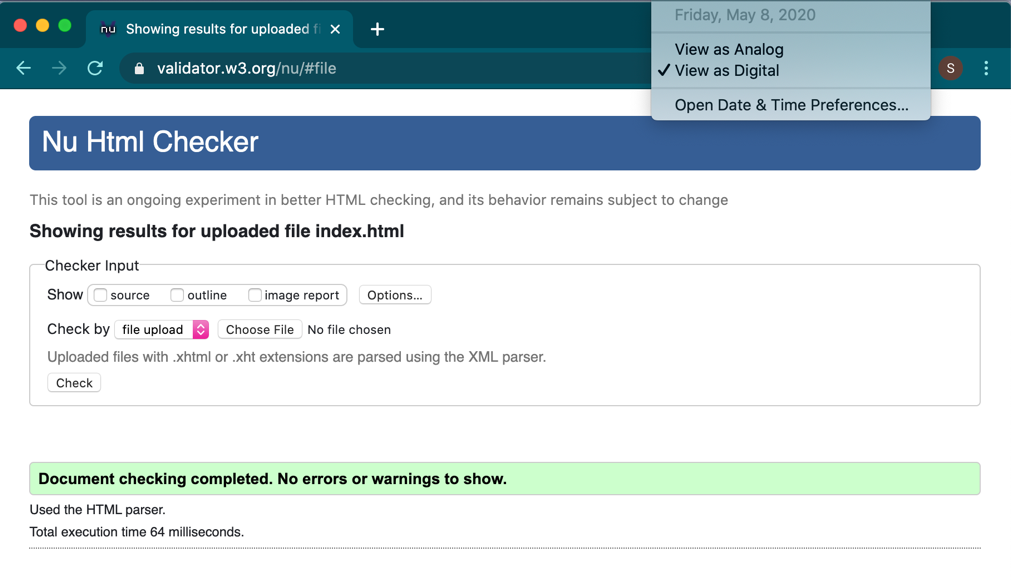 Friday, May 8, 2020
nu Showing results for uploaded fi
View as Analog
✓ View as Digital
Open Date & Time Preferences...
validator.w3.org/nu/#file
S
Nu Html Checker
This tool is an ongoing experiment in better HTML checking, and its behavior remains subject to change
Showing results for uploaded file index.html
Checker Input
Show source outline image report Options...
Check by file upload Choose File No file chosen
Uploaded files with .xhtml or .xht extensions are parsed using the XML parser.
Check
Document checking completed. No errors or warnings to show.
Used the HTML parser.
Total execution time 64 milliseconds.